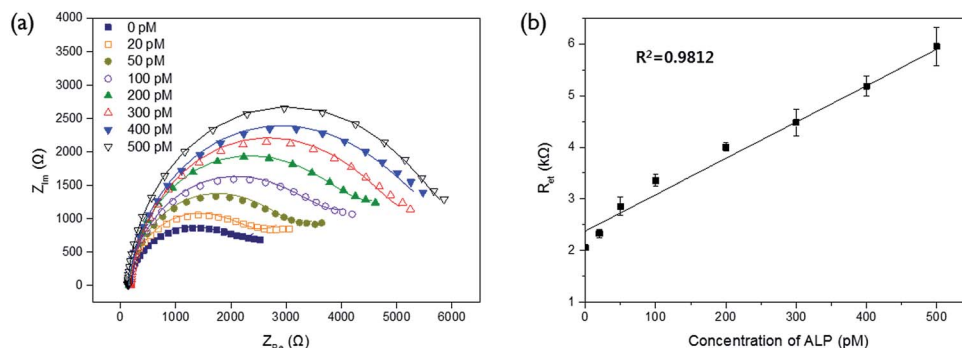 (a)
4000
3500
3000
2500
2000
1500
1000
500
0
Z_Im (Ω)
0 pM
20 pM
50 pM
100 pM
200 pM
300 pM
400 pM
500 pM
0 1000 2000 3000 4000 5000 6000
Z_Re (Ω)
(b)
R²=0.9812
6
5
4
3
2
1
R_et (kΩ)
0 100 200 300 400 500
Concentration of ALP (pM)